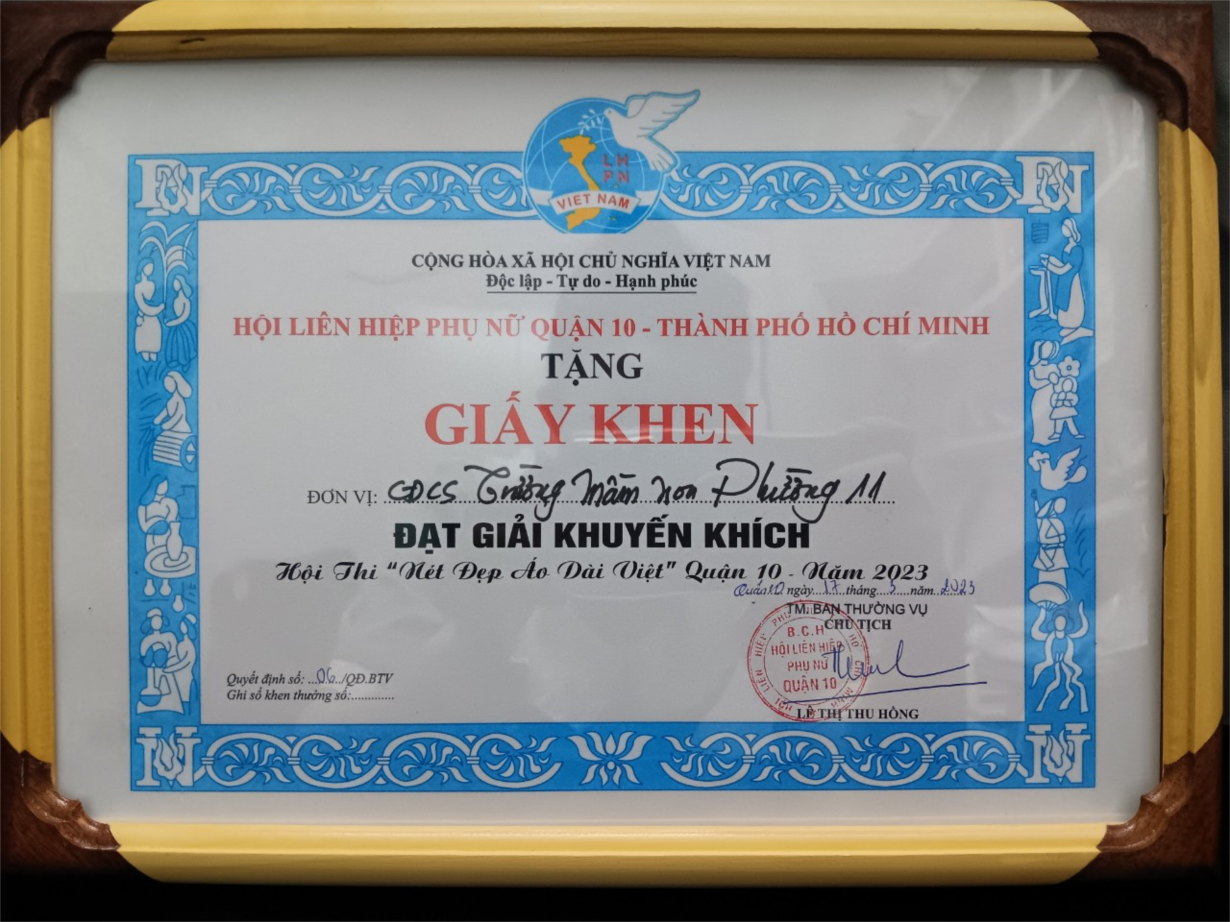 LH
PN
VIET NAM
CỘNG HÒA XÃ HỘI CHỦ NGHĨA VIỆT NAM
Độc lập - Tự do - Hạnh phúc
HỘI LIÊN HIỆP PHỤ NỮ QUẬN 10 - THÀNH PHỐ HỒ CHÍ MINH
TẶNG
GIẤY KHEN
ĐƠN VỊ: CĐCS Trường Mầm non Phường 11
ĐẠT GIẢI KHUYẾN KHÍCH
Hội Thi “Nét Đẹp Áo Dài Việt” Quận 10 - Năm 2023
Quận 10 ngày 17 tháng 3 năm 2023
TM. BAN THƯỜNG VỤ
CHỦ TỊCH
B.C.H
HỘI LIÊN HIỆP
PHỤ NỮ
QUẬN 10
Quyết định số: ...06../QĐ.BTV
Ghi sổ khen thưởng số:.............
LÊ THỊ THU HỒNG